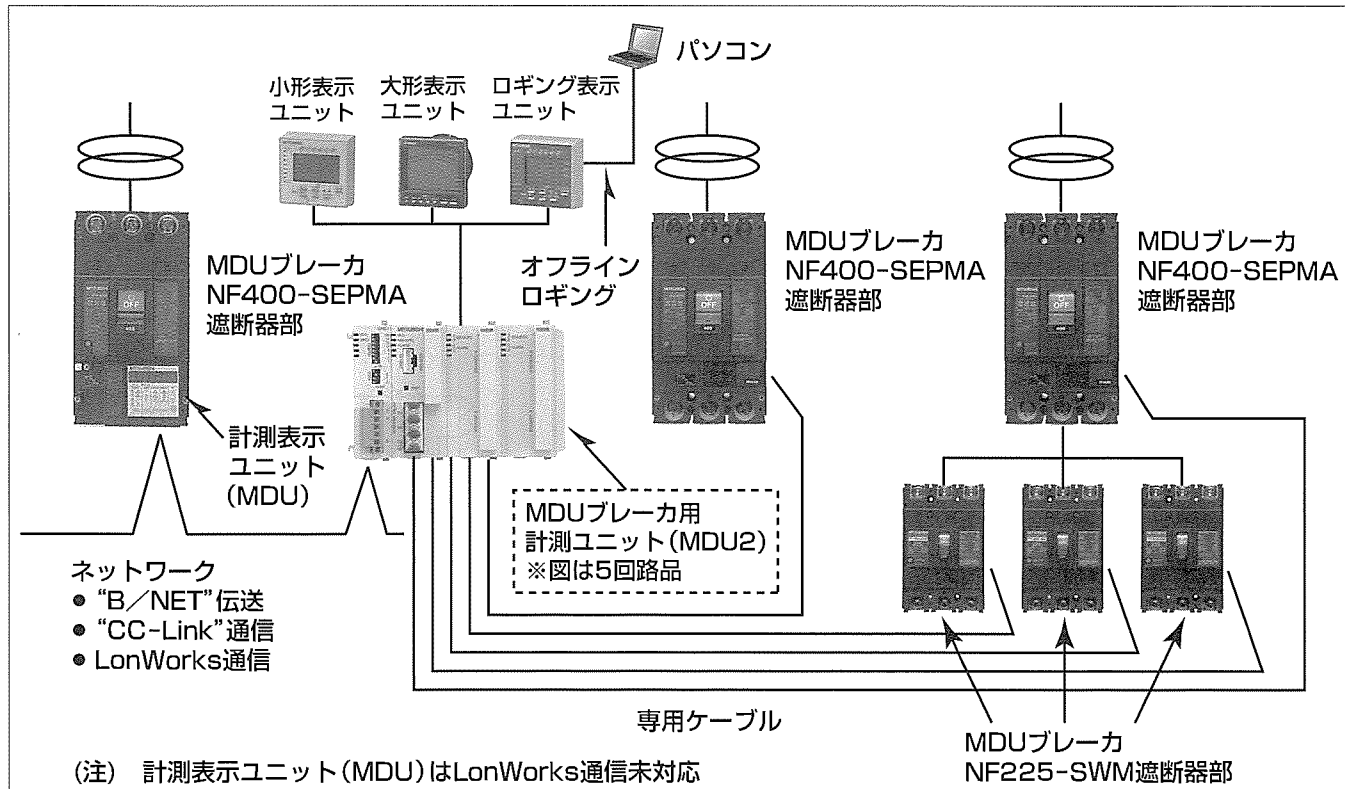 パソコン
小形表示
ユニット
大形表示
ユニット
ロギング表示
ユニット
オフライン
ロギング
MDUブレーカ
NF400-SEPMA
遮断器部
MDUブレーカ
NF400-SEPMA
遮断器部
MDUブレーカ
NF400-SEPMA
遮断器部
計測表示
ユニット
(MDU)
MDUブレーカ用
計測ユニット(MDU2)
※図は5回路品
ネットワーク
● “B／NET”伝送
● “CC-Link”通信
● LonWorks通信
専用ケーブル
MDUブレーカ
NF225-SWM遮断器部
(注) 計測表示ユニット(MDU)はLonWorks通信未対応